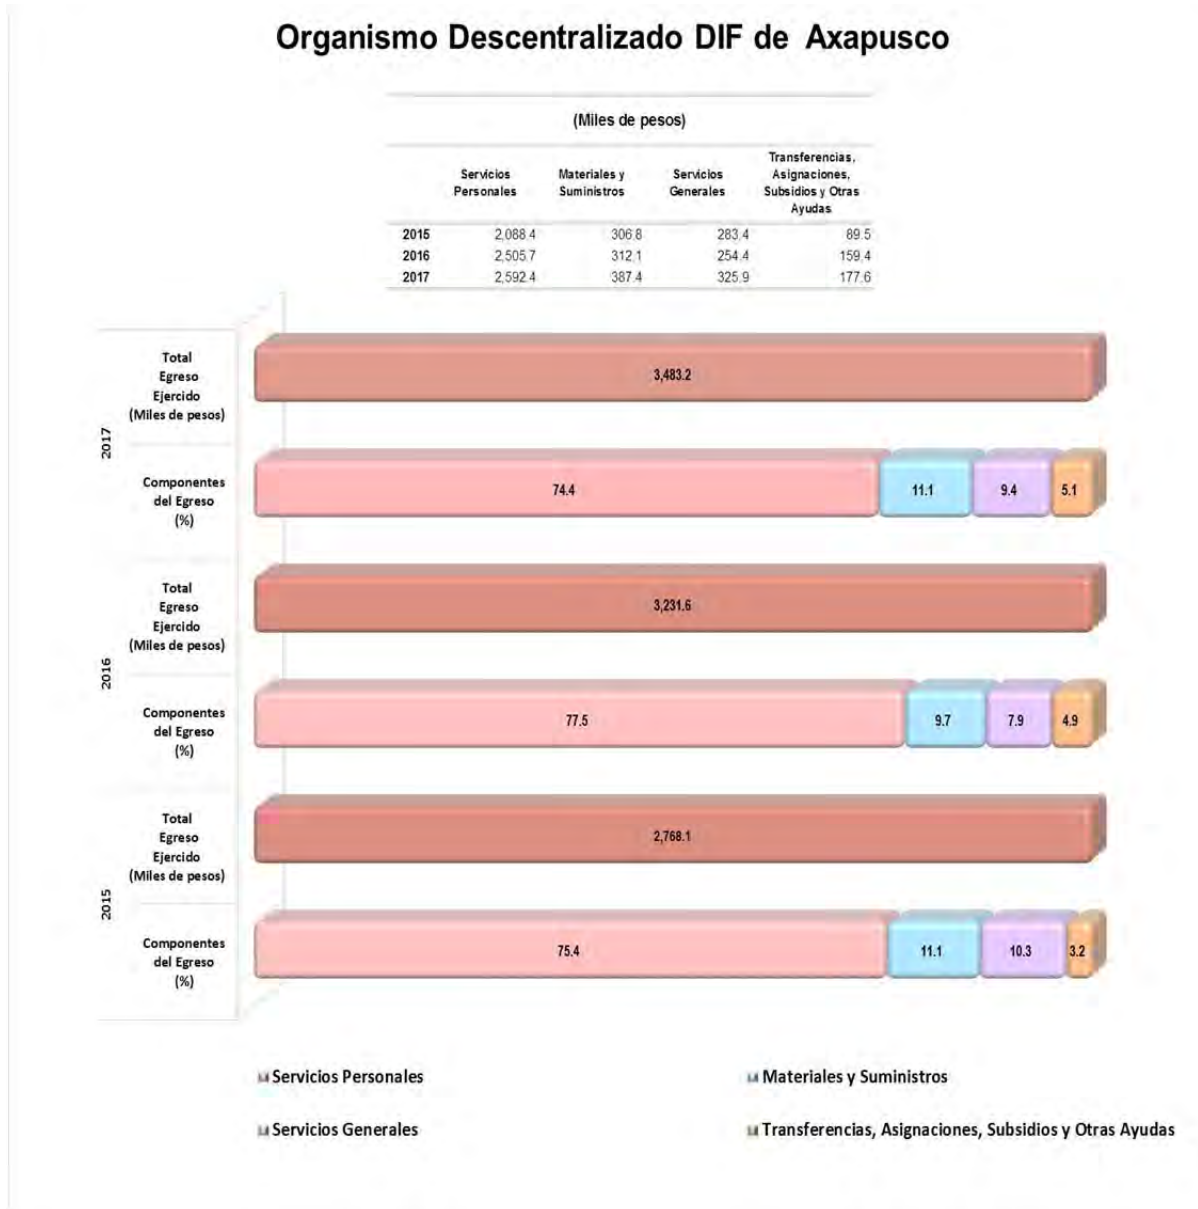 Organismo Descentralizado DIF de Axapusco
(Miles de pesos)
Servicios Personales Materiales y Suministros Servicios Generales Transferencias, Asignaciones, Subsidios y Otras Ayudas
2015 2,088.4 306.8 283.4 89.5
2016 2,505.7 312.1 254.4 159.4
2017 2,592.4 387.4 325.9 177.6
2017
Total
Egreso
Ejercido
(Miles de pesos)
3,483.2
Componentes
del Egreso
(%)
74.4 11.1 9.4 5.1
2016
Total
Egreso
Ejercido
(Miles de pesos)
3,231.6
Componentes
del Egreso
(%)
77.5 9.7 7.9 4.9
2015
Total
Egreso
Ejercido
(Miles de pesos)
2,768.1
Componentes
del Egreso
(%)
75.4 11.1 10.3 3.2
Servicios Personales Materiales y Suministros
Servicios Generales Transferencias, Asignaciones, Subsidios y Otras Ayudas